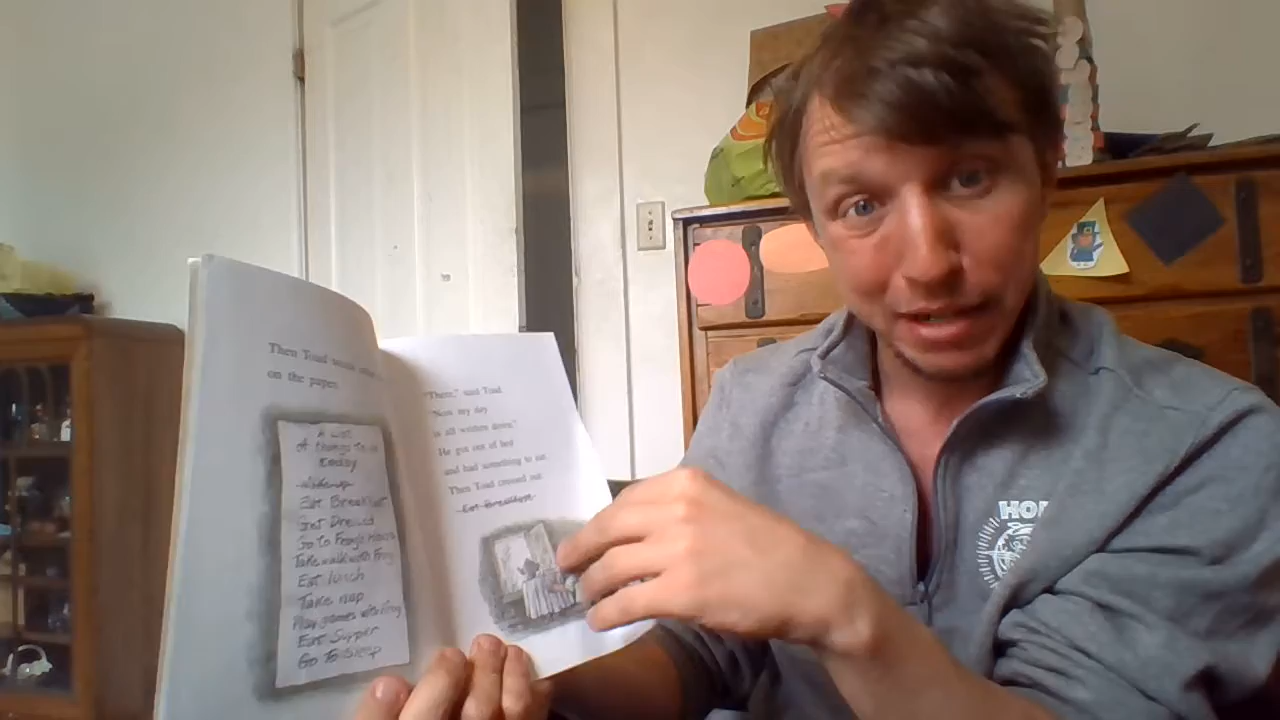 Then Toad wrote
on the paper:
A List
of things to do
today
Wake up
Eat Breakfast
Get Dressed
Go to Frog's House
Take walk with Frog
Eat lunch
Take nap
Play games with Frog
Eat Supper
Go To Sleep
"There," said Toad.
"Now my day
is all written down."
He got out of bed
and had something to eat.
Then Toad crossed out:
Eat Breakfast
HOP